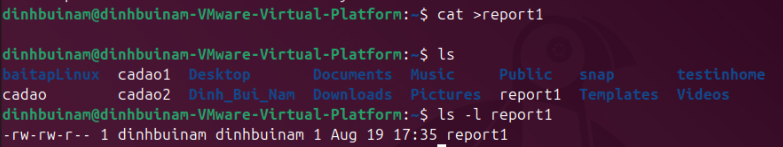 dinhbuinam@dinhbuinam-VMware-Virtual-Platform:~$ cat >report1
dinhbuinam@dinhbuinam-VMware-Virtual-Platform:~$ ls
baitapLinux cadao1 Desktop Documents Music Public snap testinhome
cadao cadao2 Dinh_Bui_Nam Downloads Pictures report1 Templates Videos
dinhbuinam@dinhbuinam-VMware-Virtual-Platform:~$ ls -l report1
-rw-rw-r-- 1 dinhbuinam dinhbuinam 1 Aug 19 17:35 report1